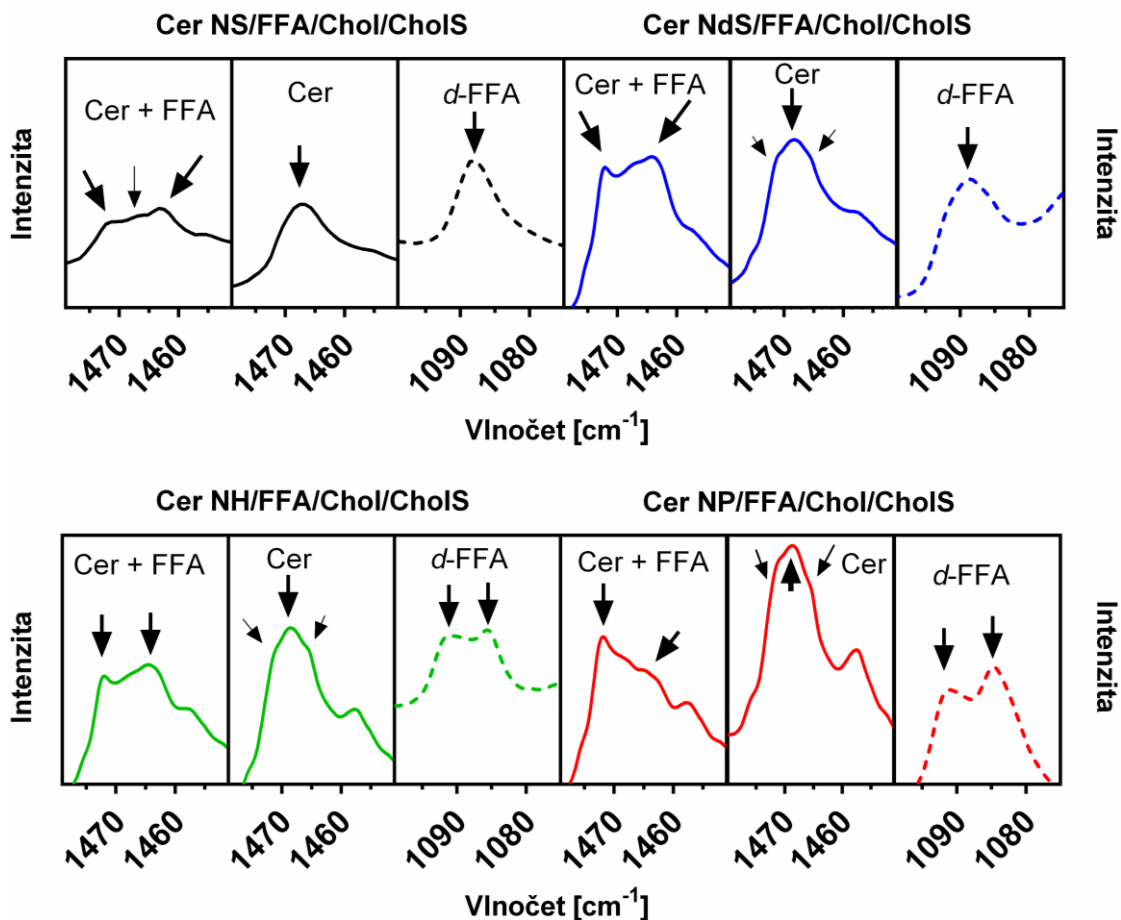 Cer NS/FFA/Chol/CholS
Cer NdS/FFA/Chol/CholS
Intenzita
Cer + FFA
Cer
d-FFA
Cer + FFA
Cer
d-FFA
Intenzita
1470 1460 1470 1460 1090 1080 1470 1460 1470 1460 1090 1080
Vlnočet [cm⁻¹]
Cer NH/FFA/Chol/CholS
Cer NP/FFA/Chol/CholS
Intenzita
Cer + FFA
Cer
d-FFA
Cer + FFA
Cer
d-FFA
Intenzita
1470 1460 1470 1460 1090 1080 1470 1460 1470 1460 1090 1080
Vlnočet [cm⁻¹]